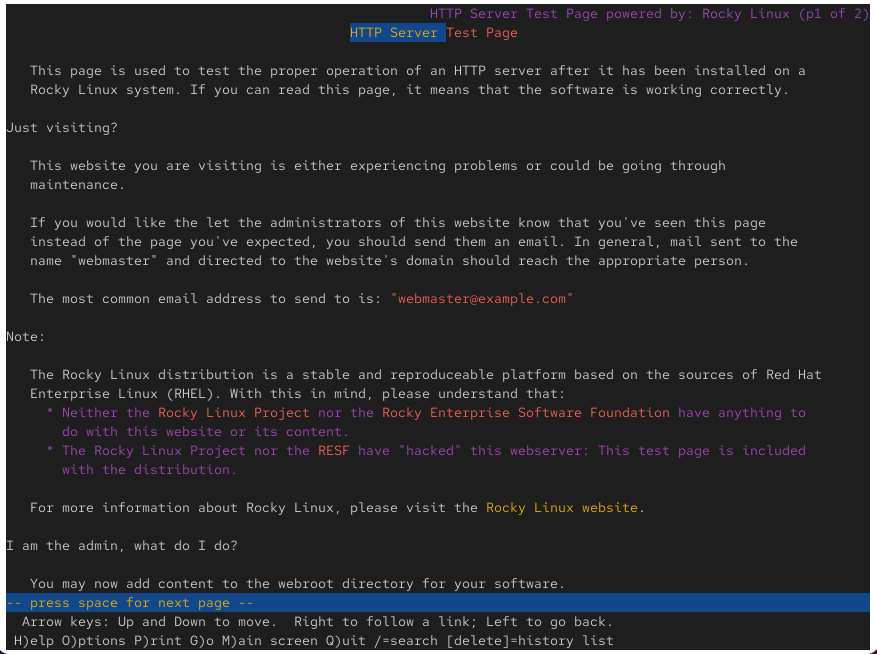 HTTP Server Test Page powered by: Rocky Linux (p1 of 2)
HTTP Server Test Page
This page is used to test the proper operation of an HTTP server after it has been installed on a
Rocky Linux system. If you can read this page, it means that the software is working correctly.
Just visiting?
This website you are visiting is either experiencing problems or could be going through
maintenance.
If you would like the let the administrators of this website know that you've seen this page
instead of the page you've expected, you should send them an email. In general, mail sent to the
name "webmaster" and directed to the website's domain should reach the appropriate person.
The most common email address to send to is: "webmaster@example.com"
Note:
The Rocky Linux distribution is a stable and reproduceable platform based on the sources of Red Hat
Enterprise Linux (RHEL). With this in mind, please understand that:
* Neither the Rocky Linux Project nor the Rocky Enterprise Software Foundation have anything to
do with this website or its content.
* The Rocky Linux Project nor the RESF have "hacked" this webserver: This test page is included
with the distribution.
For more information about Rocky Linux, please visit the Rocky Linux website.
I am the admin, what do I do?
You may now add content to the webroot directory for your software.
-- press space for next page --
Arrow keys: Up and Down to move.  Right to follow a link; Left to go back.
H)elp O)ptions P)rint G)o M)ain screen Q)uit /=search [delete]=history list